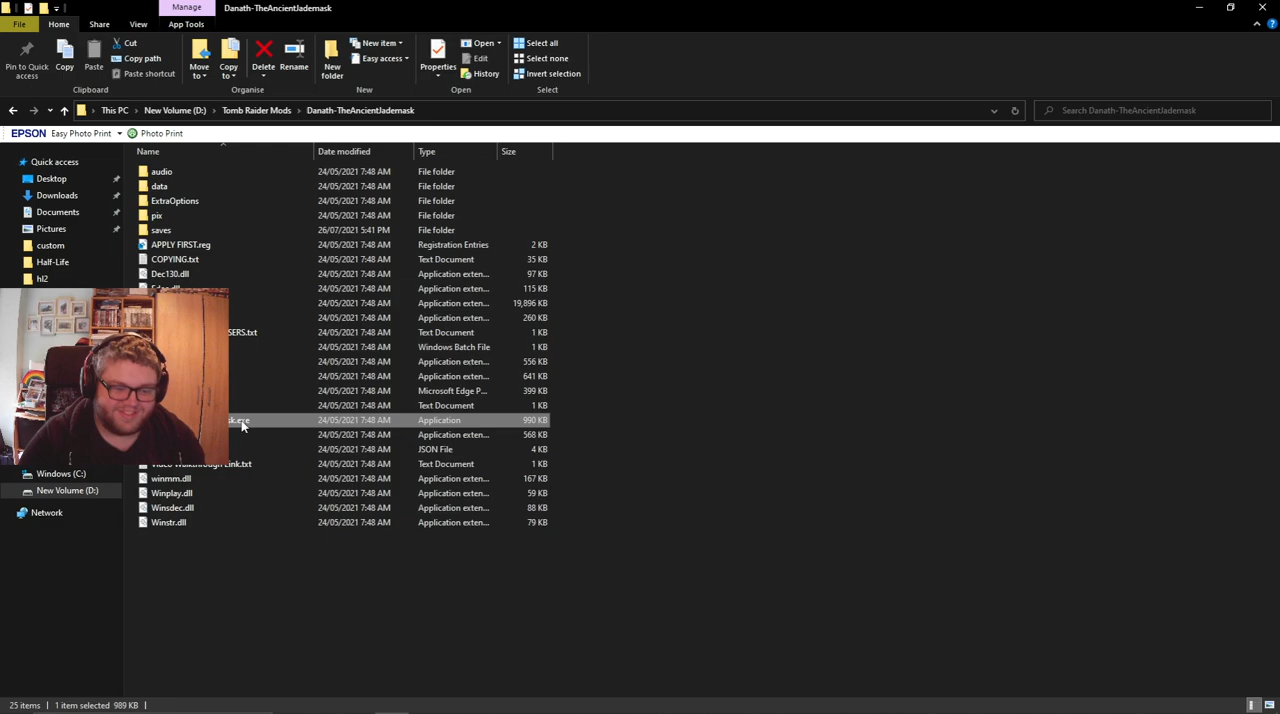 Manage
Danath-TheAncientJademask
File
Home
Share
View
App Tools
Pin to Quick
access
Copy
Paste
Cut
Copy path
Paste shortcut
Clipboard
Move
to
Copy
to
Delete
Rename
Organise
New
folder
New item
Easy access
New
Properties
Open
Edit
History
Open
Select all
Select none
Invert selection
Select
This PC > New Volume (D:) > Tomb Raider Mods > Danath-TheAncientJademask
Search Danath-TheAncientJademask
EPSON Easy Photo Print Photo Print
Quick access
Desktop
Downloads
Documents
Pictures
custom
Half-Life
hl2
Windows (C:)
New Volume (D:)
Network
Name Date modified Type Size
audio 24/05/2021 7:48 AM File folder
data 24/05/2021 7:48 AM File folder
ExtraOptions 24/05/2021 7:48 AM File folder
pix 24/05/2021 7:48 AM File folder
saves 26/07/2021 5:41 PM File folder
APPLY FIRST.reg 24/05/2021 7:48 AM Registration Entries 2 KB
COPYING.txt 24/05/2021 7:48 AM Text Document 35 KB
Dec130.dll 24/05/2021 7:48 AM Application exten... 97 KB
24/05/2021 7:48 AM Application exten... 115 KB
24/05/2021 7:48 AM Application exten... 19,896 KB
24/05/2021 7:48 AM Application exten... 260 KB
SERS.txt 24/05/2021 7:48 AM Text Document 1 KB
24/05/2021 7:48 AM Windows Batch File 1 KB
24/05/2021 7:48 AM Application exten... 556 KB
24/05/2021 7:48 AM Application exten... 641 KB
24/05/2021 7:48 AM Microsoft Edge P... 399 KB
24/05/2021 7:48 AM Text Document 1 KB
sk.exe 24/05/2021 7:48 AM Application 990 KB
24/05/2021 7:48 AM Application exten... 568 KB
24/05/2021 7:48 AM JSON File 4 KB
Video Walkthrough Link.txt 24/05/2021 7:48 AM Text Document 1 KB
winmm.dll 24/05/2021 7:48 AM Application exten... 167 KB
Winplay.dll 24/05/2021 7:48 AM Application exten... 59 KB
Winsdec.dll 24/05/2021 7:48 AM Application exten... 88 KB
Winstr.dll 24/05/2021 7:48 AM Application exten... 79 KB
25 items 1 item selected 989 KB